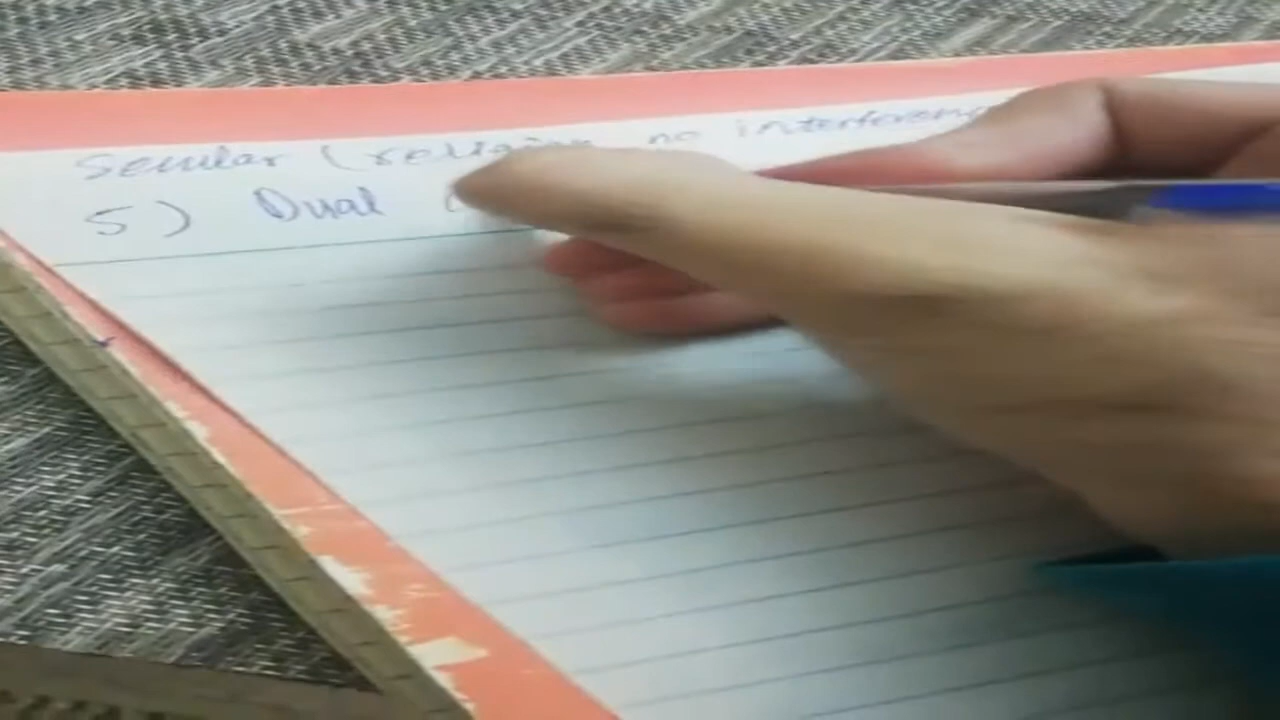 Secular (religion no interference
5) Dual (